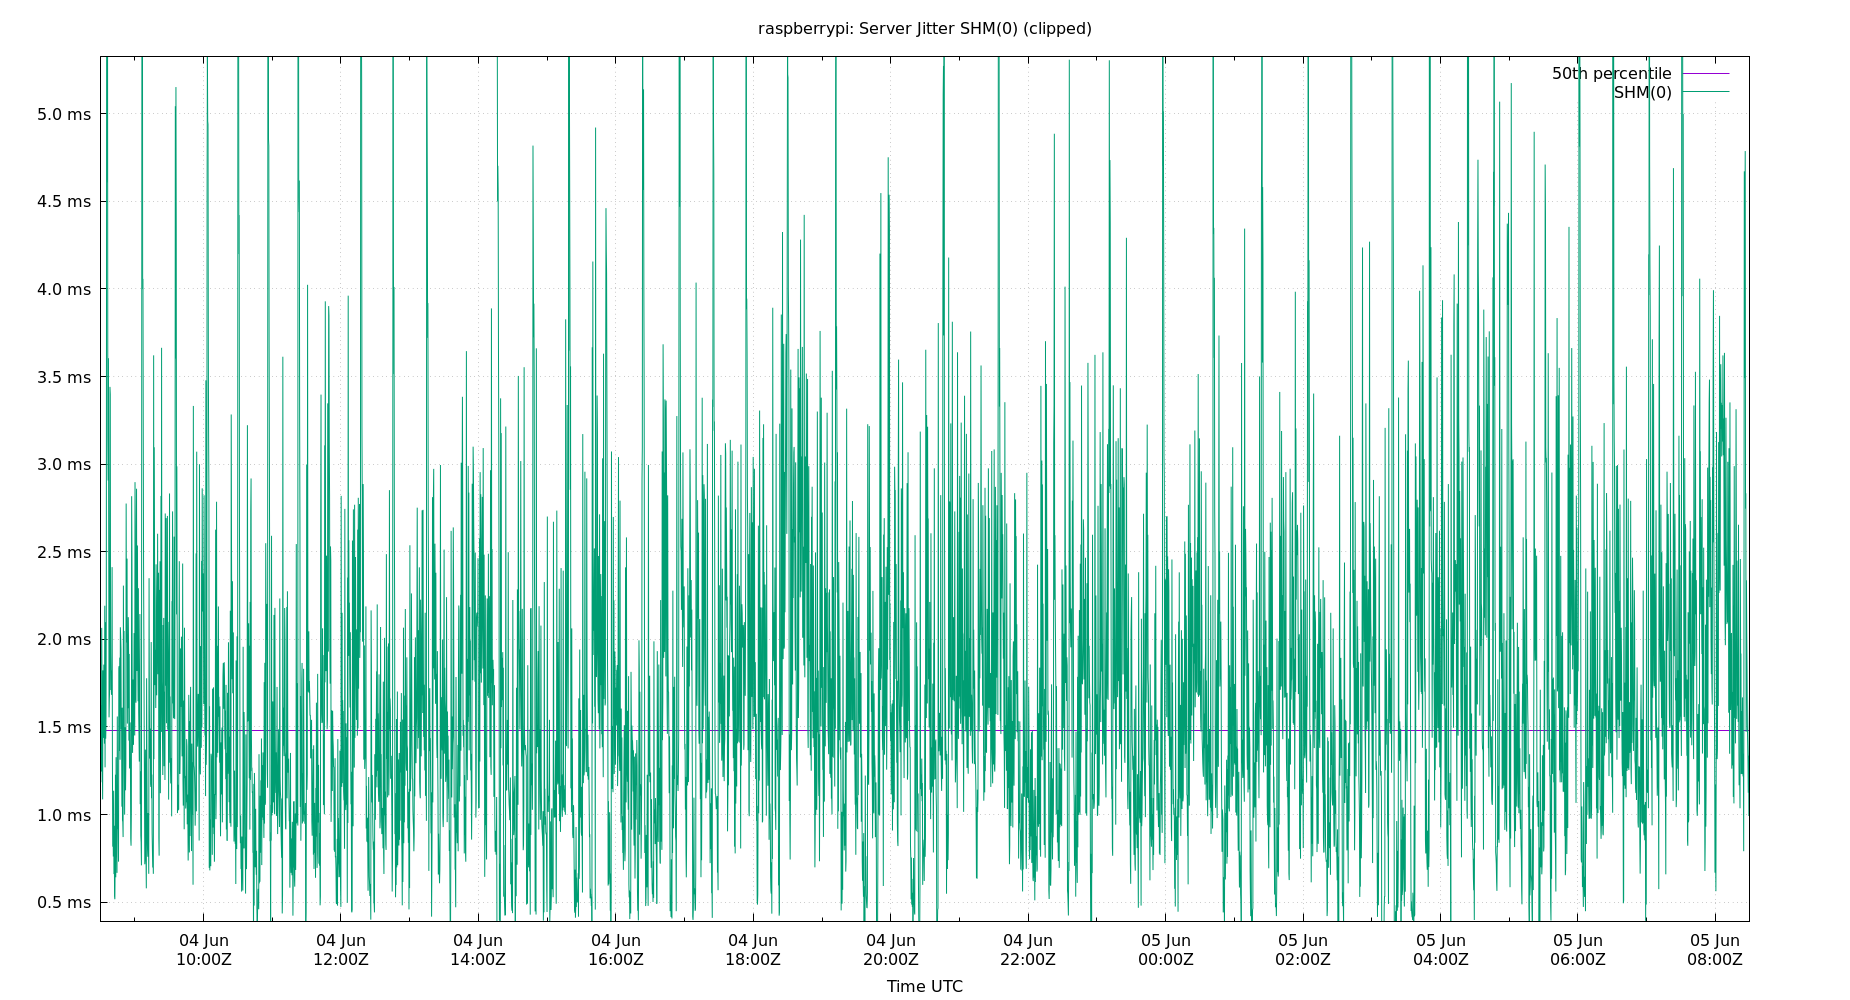 raspberrypi: Server Jitter SHM(0) (clipped)
50th percentile
SHM(0)
5.0 ms
4.5 ms
4.0 ms
3.5 ms
3.0 ms
2.5 ms
2.0 ms
1.5 ms
1.0 ms
0.5 ms
04 Jun 04 Jun 04 Jun 04 Jun 04 Jun 04 Jun 04 Jun 05 Jun 05 Jun 05 Jun 05 Jun 05 Jun
10:00Z 12:00Z 14:00Z 16:00Z 18:00Z 20:00Z 22:00Z 00:00Z 02:00Z 04:00Z 06:00Z 08:00Z
Time UTC